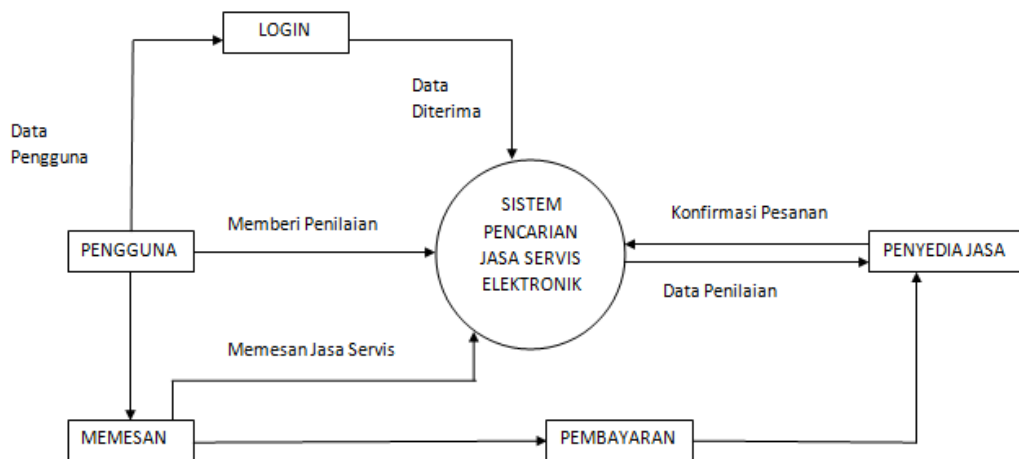 LOGIN
Data
Diterima
Data
Pengguna
SISTEM
PENCARIAN
JASA SERVIS
ELEKTRONIK
Memberi Penilaian
Konfirmasi Pesanan
PENGGUNA
PENYEDIA JASA
Data Penilaian
Memesan Jasa Servis
MEMESAN
PEMBAYARAN